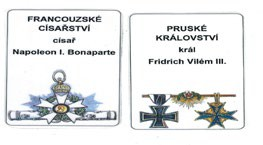 FRANCOUZSKÉ
CÍSAŘSTVÍ
císař
Napoleon I. Bonaparte
PRUSKÉ
KRÁLOVSTVÍ
král
Fridrich Vilém III.